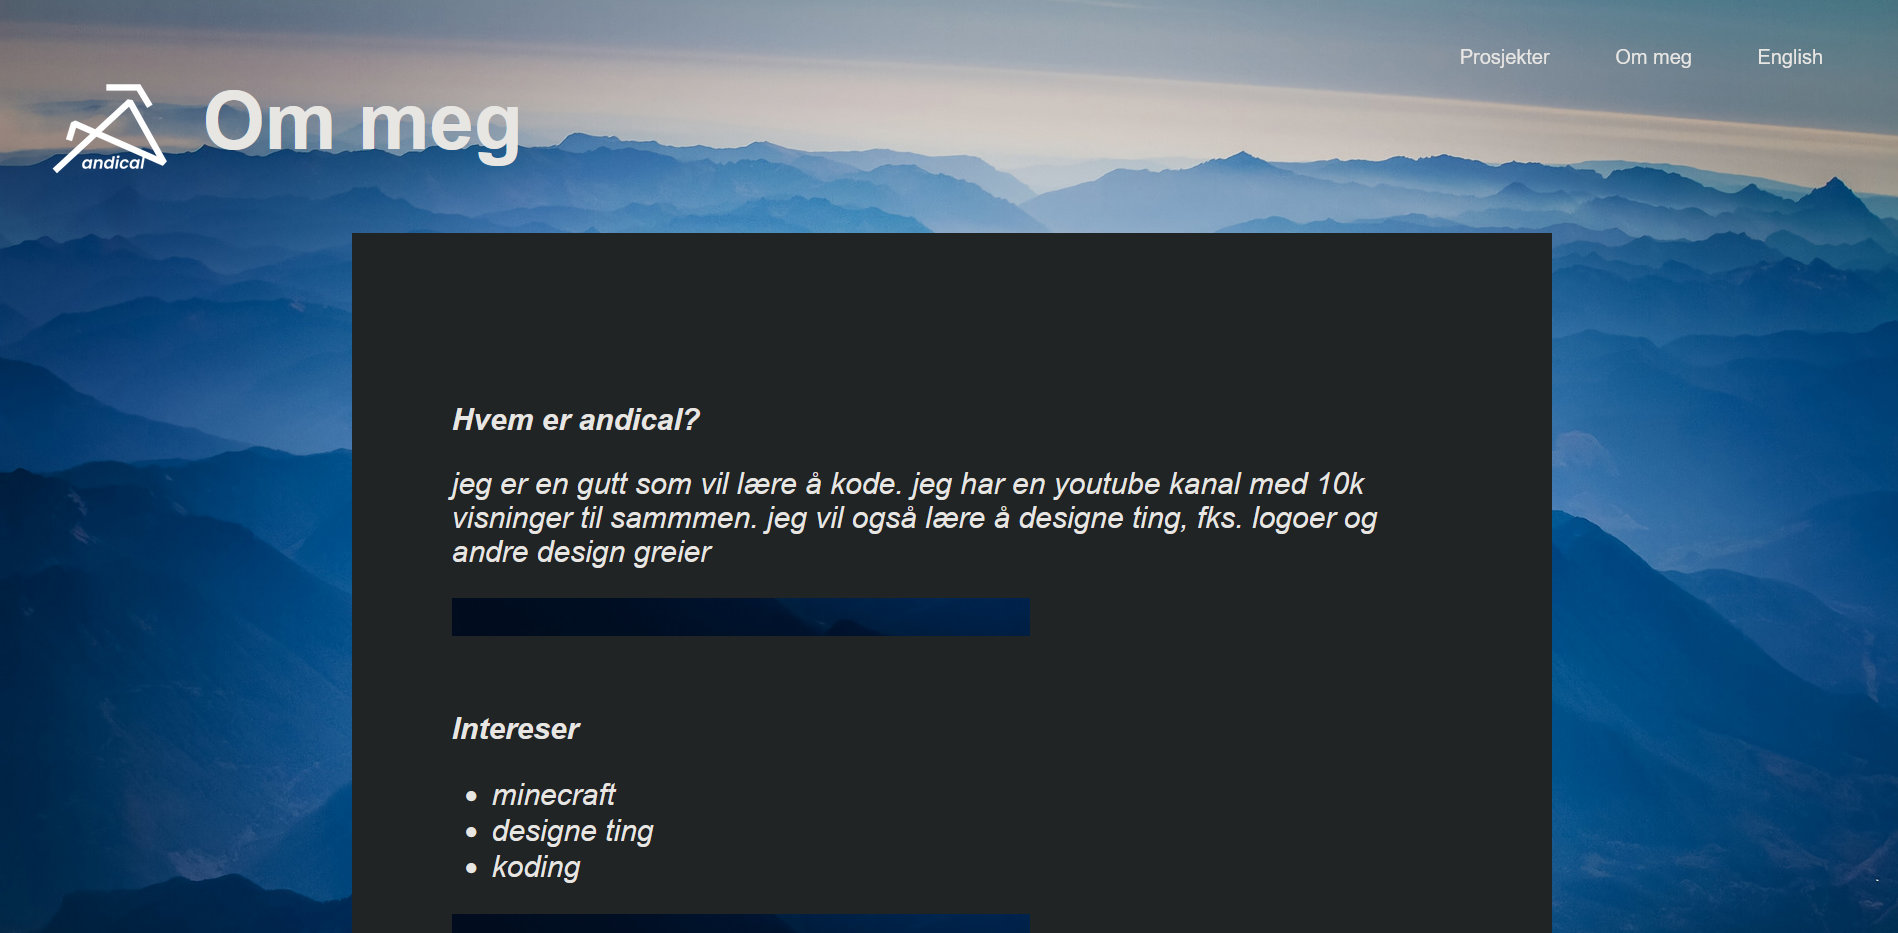 Prosjekter
Om meg
English
andical
Om meg
Hvem er andical?
jeg er en gutt som vil lære å kode. jeg har en youtube kanal med 10k
visninger til sammmen. jeg vil også lære å designe ting, fks. logoer og
andre design greier
Intereser
minecraft
designe ting
koding